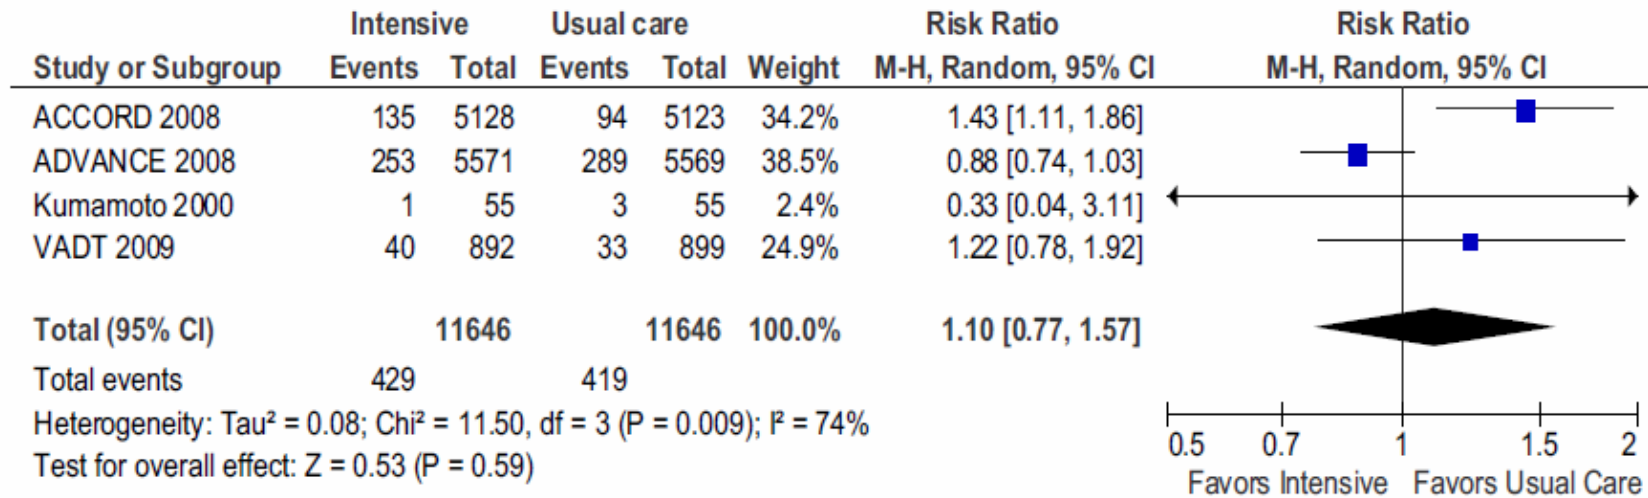 Intensive Usual care Risk Ratio Risk Ratio
Study or Subgroup Events Total Events Total Weight M-H, Random, 95% CI M-H, Random, 95% CI
ACCORD 2008 135 5128 94 5123 34.2% 1.43 [1.11, 1.86]
ADVANCE 2008 253 5571 289 5569 38.5% 0.88 [0.74, 1.03]
Kumamoto 2000 1 55 3 55 2.4% 0.33 [0.04, 3.11]
VADT 2009 40 892 33 899 24.9% 1.22 [0.78, 1.92]
Total (95% CI) 11646 11646 100.0% 1.10 [0.77, 1.57]
Total events 429 419
Heterogeneity: Tau² = 0.08; Chi² = 11.50, df = 3 (P = 0.009); I² = 74%
Test for overall effect: Z = 0.53 (P = 0.59)
0.5 0.7 1 1.5 2
Favors Intensive Favors Usual Care